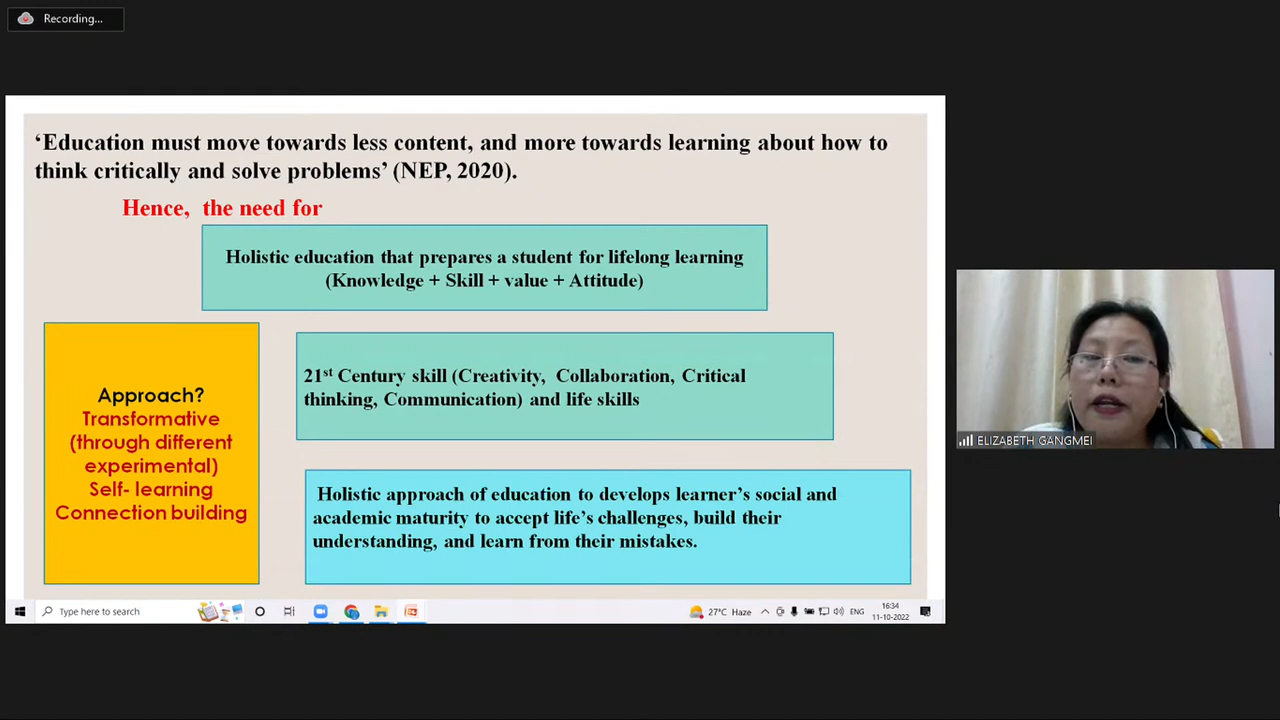 Recording...
‘Education must move towards less content, and more towards learning about how to
think critically and solve problems’ (NEP, 2020).
Hence, the need for
Holistic education that prepares a student for lifelong learning
(Knowledge + Skill + value + Attitude)
Approach?
Transformative
(through different
experimental)
Self- learning
Connection building
21st Century skill (Creativity, Collaboration, Critical
thinking, Communication) and life skills
Holistic approach of education to develops learner’s social and
academic maturity to accept life’s challenges, build their
understanding, and learn from their mistakes.
ELIZABETH GANGMEI
Type here to search
27°C Haze
ENG
16:34
11-10-2022